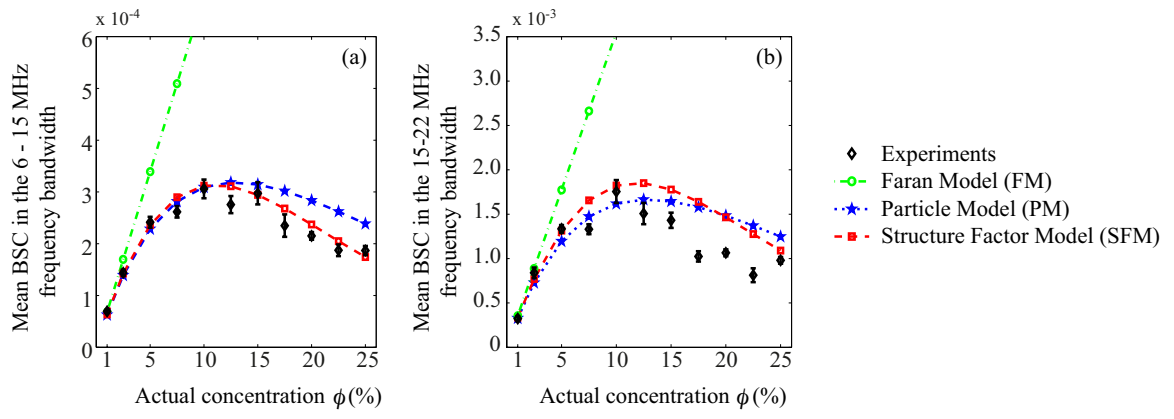 x 10⁻⁴
6
5
4
3
2
1
0
1 5 10 15 20 25
(a)
Mean BSC in the 6 - 15 MHz
frequency bandwidth
Actual concentration ϕ (%)
x 10⁻³
3.5
3.0
2.5
2.0
1.5
1.0
0.5
0
1 5 10 15 20 25
(b)
Mean BSC in the 15-22 MHz
frequency bandwidth
Actual concentration ϕ (%)
Experiments
Faran Model (FM)
Particle Model (PM)
Structure Factor Model (SFM)